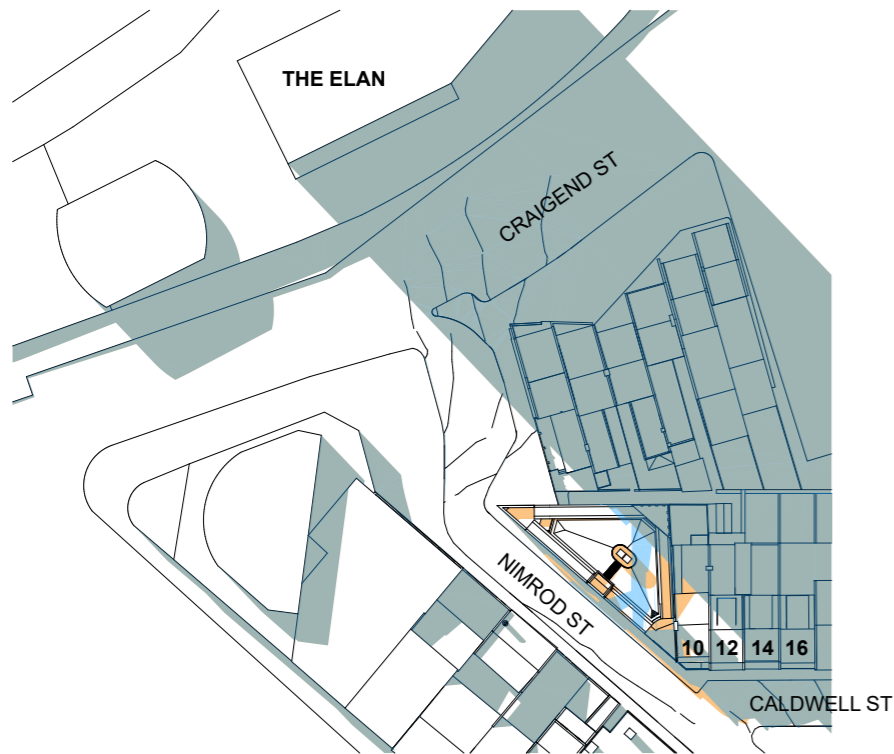 THE ELAN
CRAIGEND ST
NIMROD ST
10 12 14 16
CALDWELL ST